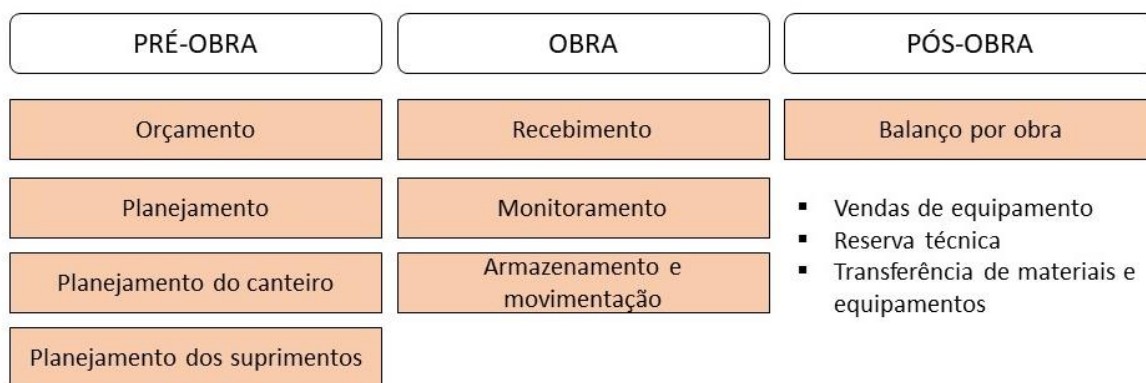 PRÉ-OBRA
OBRA
PÓS-OBRA
Orçamento
Recebimento
Balanço por obra
Planejamento
Monitoramento
Planejamento do canteiro
Armazenamento e
movimentação
Planejamento dos suprimentos
▪ Vendas de equipamento
▪ Reserva técnica
▪ Transferência de materiais e
equipamentos